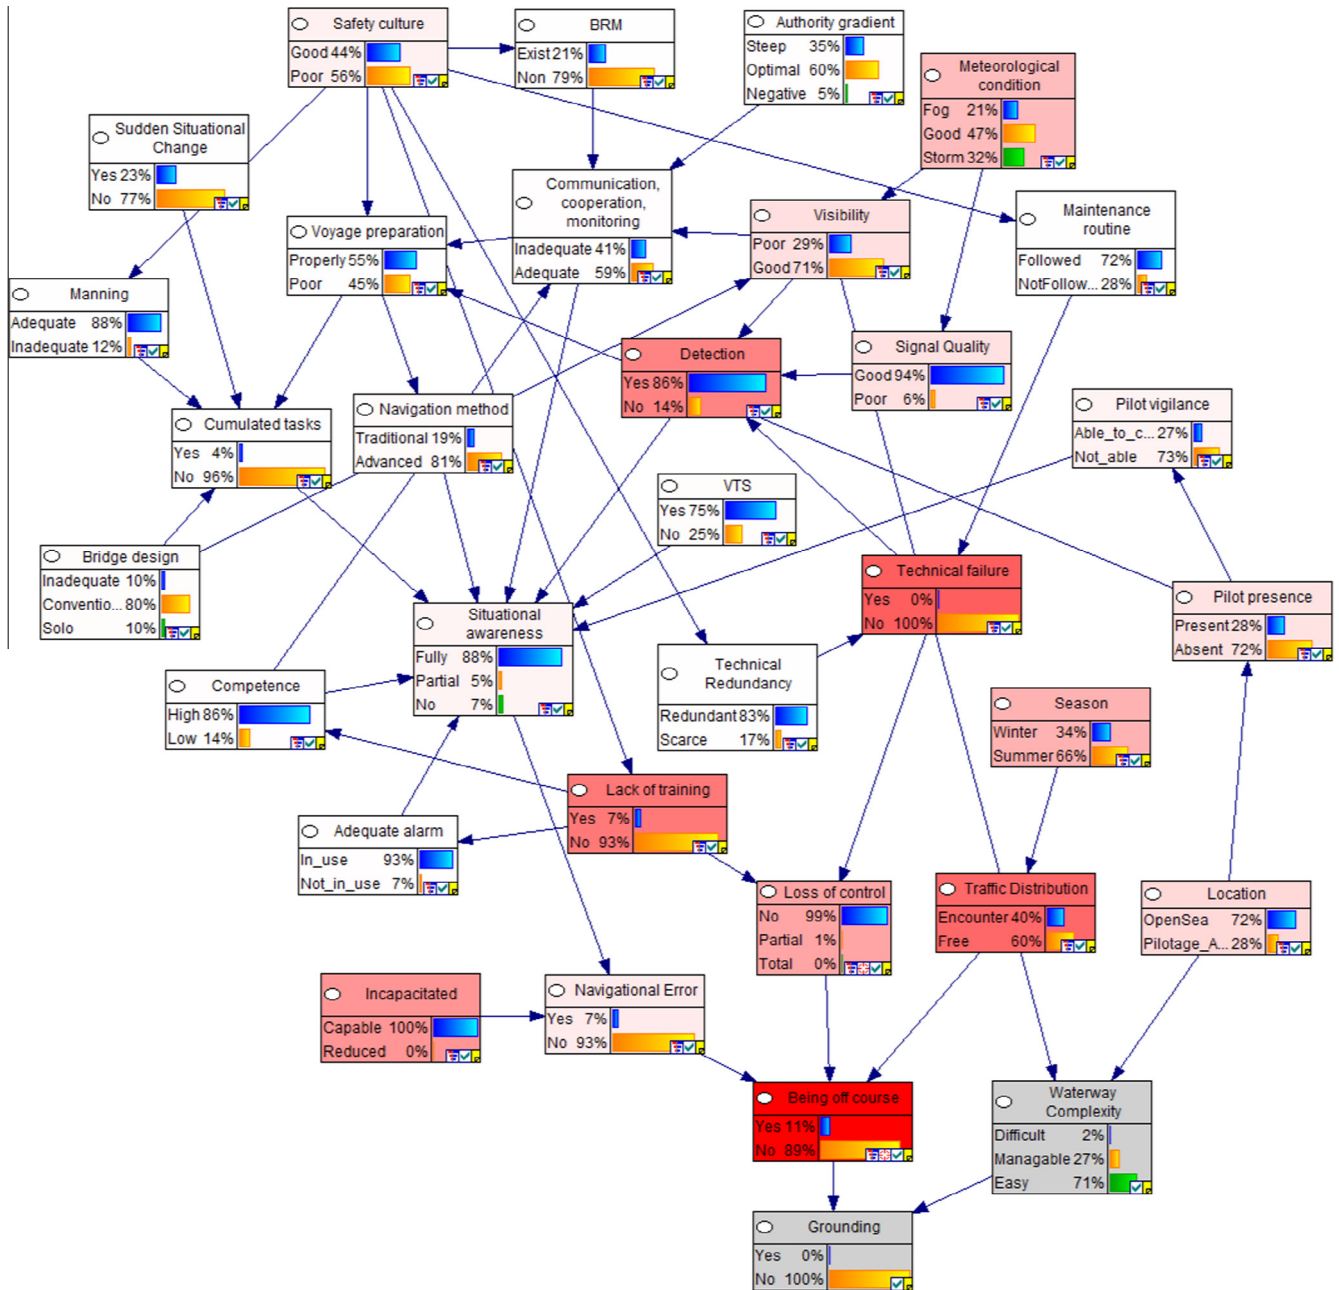 Safety culture
Good 44%
Poor 56%
BRM
Exist 21%
Non 79%
Authority gradient
Steep 35%
Optimal 60%
Negative 5%
Meteorological
condition
Fog 21%
Good 47%
Storm 32%
Sudden Situational
Change
Yes 23%
No 77%
Communication,
cooperation,
monitoring
Inadequate 41%
Adequate 59%
Voyage preparation
Properly 55%
Poor 45%
Visibility
Poor 29%
Good 71%
Maintenance
routine
Followed 72%
NotFollow... 28%
Manning
Adequate 88%
Inadequate 12%
Detection
Yes 86%
No 14%
Signal Quality
Good 94%
Poor 6%
Cumulated tasks
Yes 4%
No 96%
Navigation method
Traditional 19%
Advanced 81%
Pilot vigilance
Able_to_c... 27%
Not_able 73%
VTS
Yes 75%
No 25%
Bridge design
Inadequate 10%
Conventio... 80%
Solo 10%
Technical failure
Yes 0%
No 100%
Pilot presence
Present 28%
Absent 72%
Situational
awareness
Fully 88%
Partial 5%
No 7%
Technical
Redundancy
Redundant 83%
Scarce 17%
Competence
High 86%
Low 14%
Season
Winter 34%
Summer 66%
Lack of training
Yes 7%
No 93%
Adequate alarm
In_use 93%
Not_in_use 7%
Loss of control
No 99%
Partial 1%
Total 0%
Traffic Distribution
Encounter 40%
Free 60%
Location
OpenSea 72%
Pilotage_A... 28%
Incapacitated
Capable 100%
Reduced 0%
Navigational Error
Yes 7%
No 93%
Being off course
Yes 11%
No 89%
Waterway
Complexity
Difficult 2%
Managable 27%
Easy 71%
Grounding
Yes 0%
No 100%